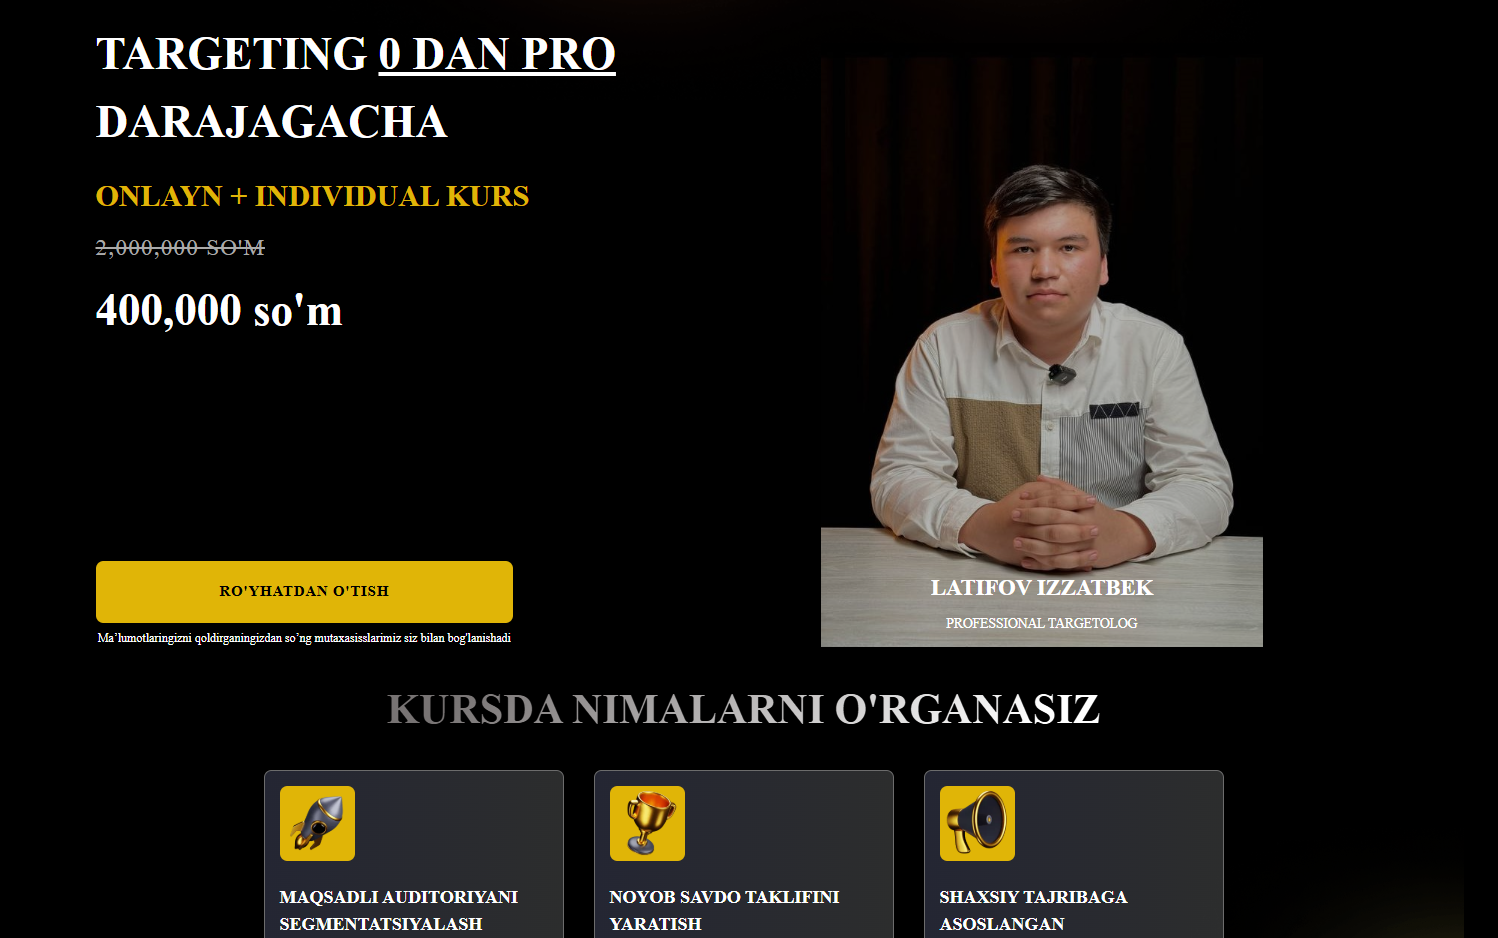 TARGETING 0 DAN PRO
DARAJAGACHA
ONLAYN + INDIVIDUAL KURS
2,000,000 SO'M
400,000 so'm
RO'YHATDAN O'TISH
Ma’lumotlaringizni qoldirganingizdan so’ng mutaxasisslarimiz siz bilan bog'lanishadi
LATIFOV IZZATBEK
PROFESSIONAL TARGETOLOG
KURSDA NIMALARNI O'RGANASIZ
MAQSADLI AUDITORIYANI
SEGMENTATSIYALASH
NOYOB SAVDO TAKLIFINI
YARATISH
SHAXSIY TAJRIBAGA
ASOSLANGAN